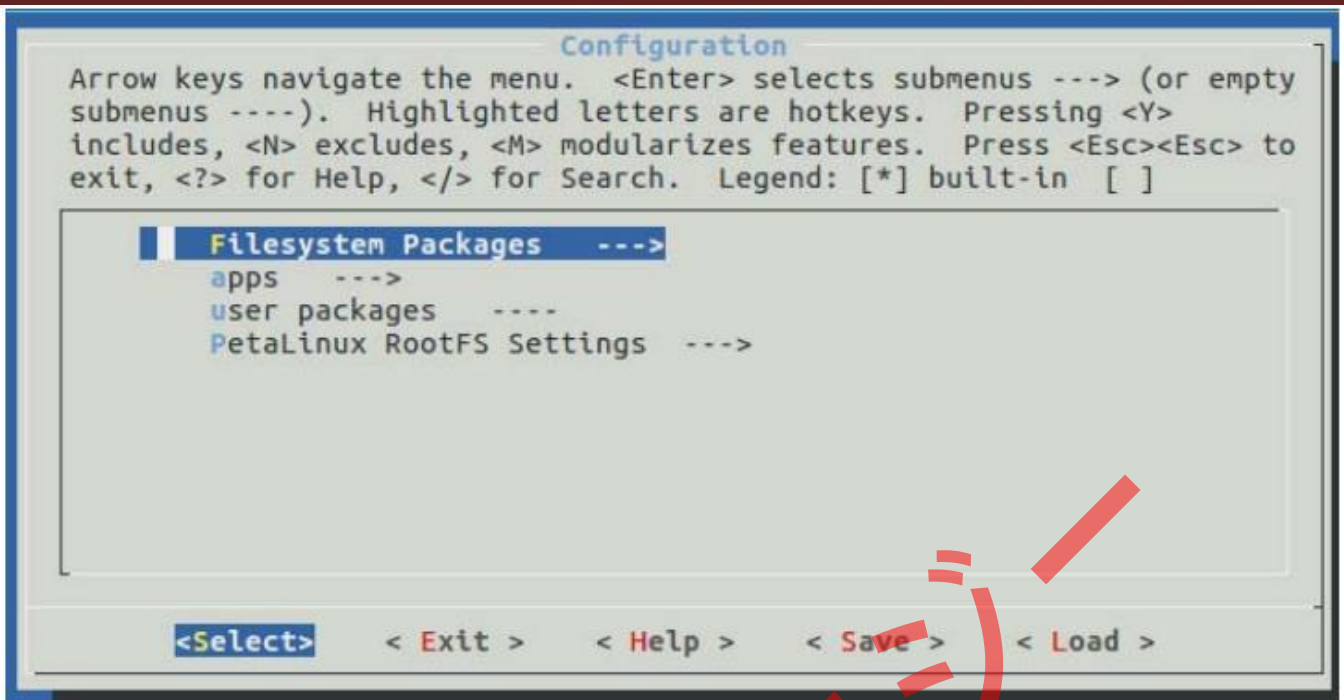 Configuration
Arrow keys navigate the menu.  <Enter> selects submenus ---> (or empty
submenus ----).  Highlighted letters are hotkeys.  Pressing <Y>
includes, <N> excludes, <M> modularizes features.  Press <Esc><Esc> to
exit, <?> for Help, </> for Search.  Legend: [*] built-in  [ ]
Filesystem Packages  --->
apps  --->
user packages  ----
PetaLinux RootFS Settings  --->
<Select>    < Exit >    < Help >    < Save >    < Load >